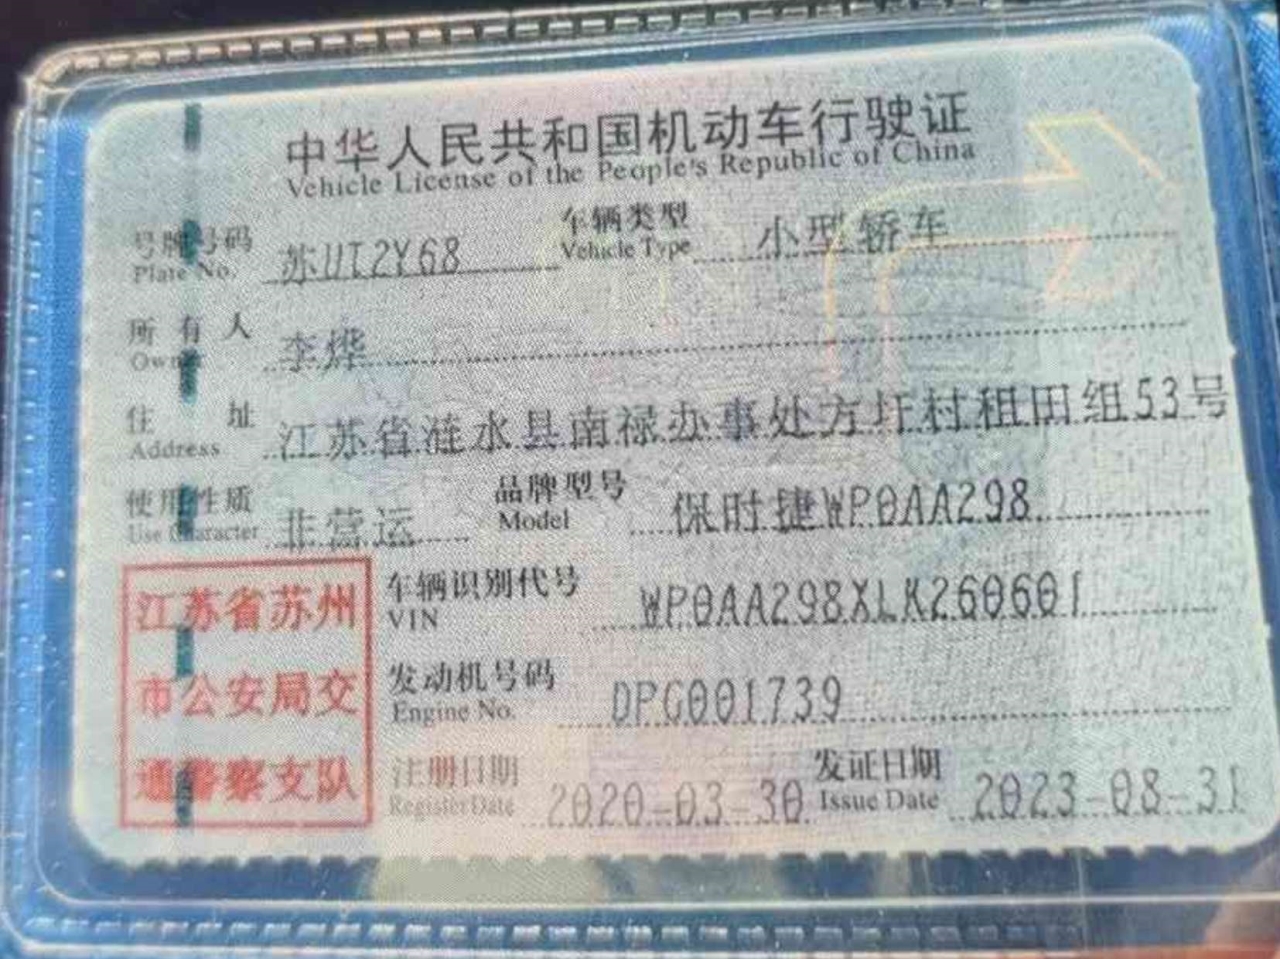 中华人民共和国机动车行驶证
Vehicle License of the People's Republic of China
号牌号码 苏UT2Y68 车辆类型 小型轿车
Plate No. Vehicle Type
所有人 李烨
Owner
住址 江苏省涟水县南禄办事处方圩村租田组53号
Address
使用性质 非营运 品牌型号 保时捷WP0AA298
Use Character Model
江苏省苏州
市公安局交
通警察支队
车辆识别代号 WP0AA298XLK260601
VIN
发动机号码 DPG001739
Engine No.
注册日期 2020-03-30 发证日期 2023-08-31
Register Date Issue Date